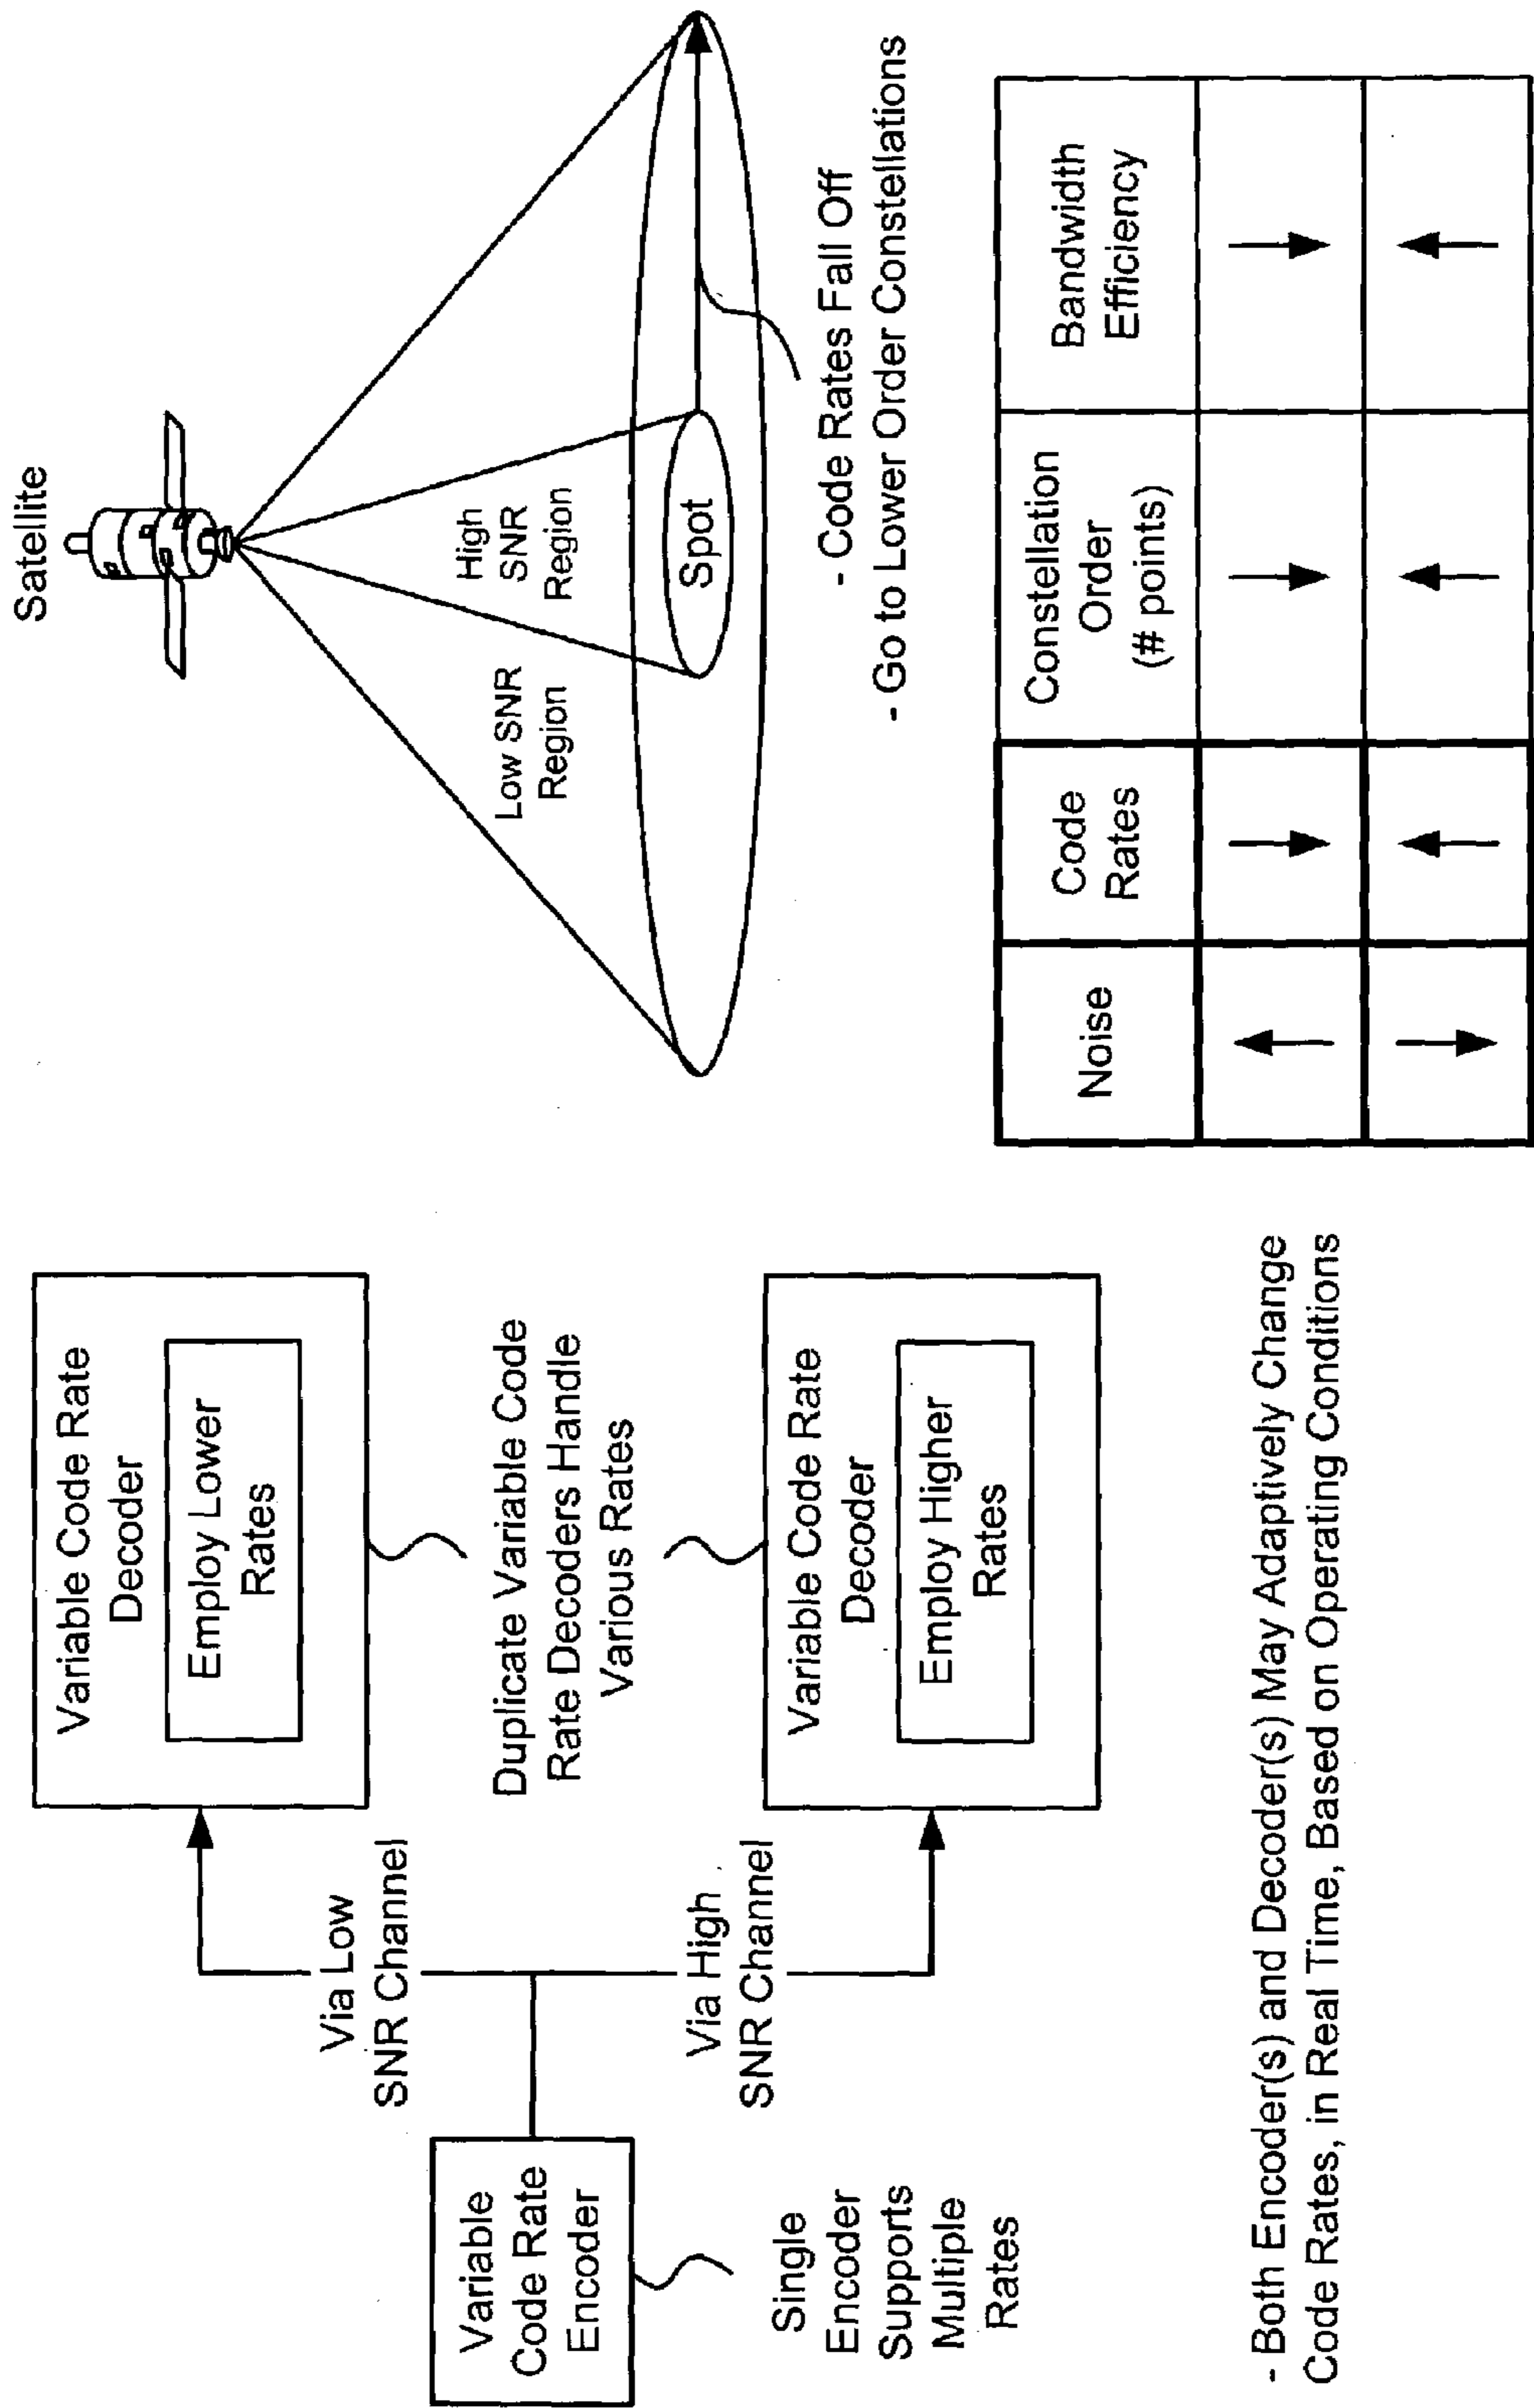 Variable
Code Rate
Encoder
Single
Encoder
Supports
Multiple
Rates
Via Low
SNR Channel
Via High
SNR Channel
Variable Code Rate
Decoder
Employ Lower
Rates
Duplicate Variable Code
Rate Decoders Handle
Various Rates
Variable Code Rate
Decoder
Employ Higher
Rates
- Both Encoder(s) and Decoder(s) May Adaptively Change
Code Rates, in Real Time, Based on Operating Conditions
Satellite
Low SNR
Region
High
SNR
Region
Spot
- Code Rates Fall Off
- Go to Lower Order Constellations
Noise
Code
Rates
Constellation
Order
(# points)
Bandwidth
Efficiency